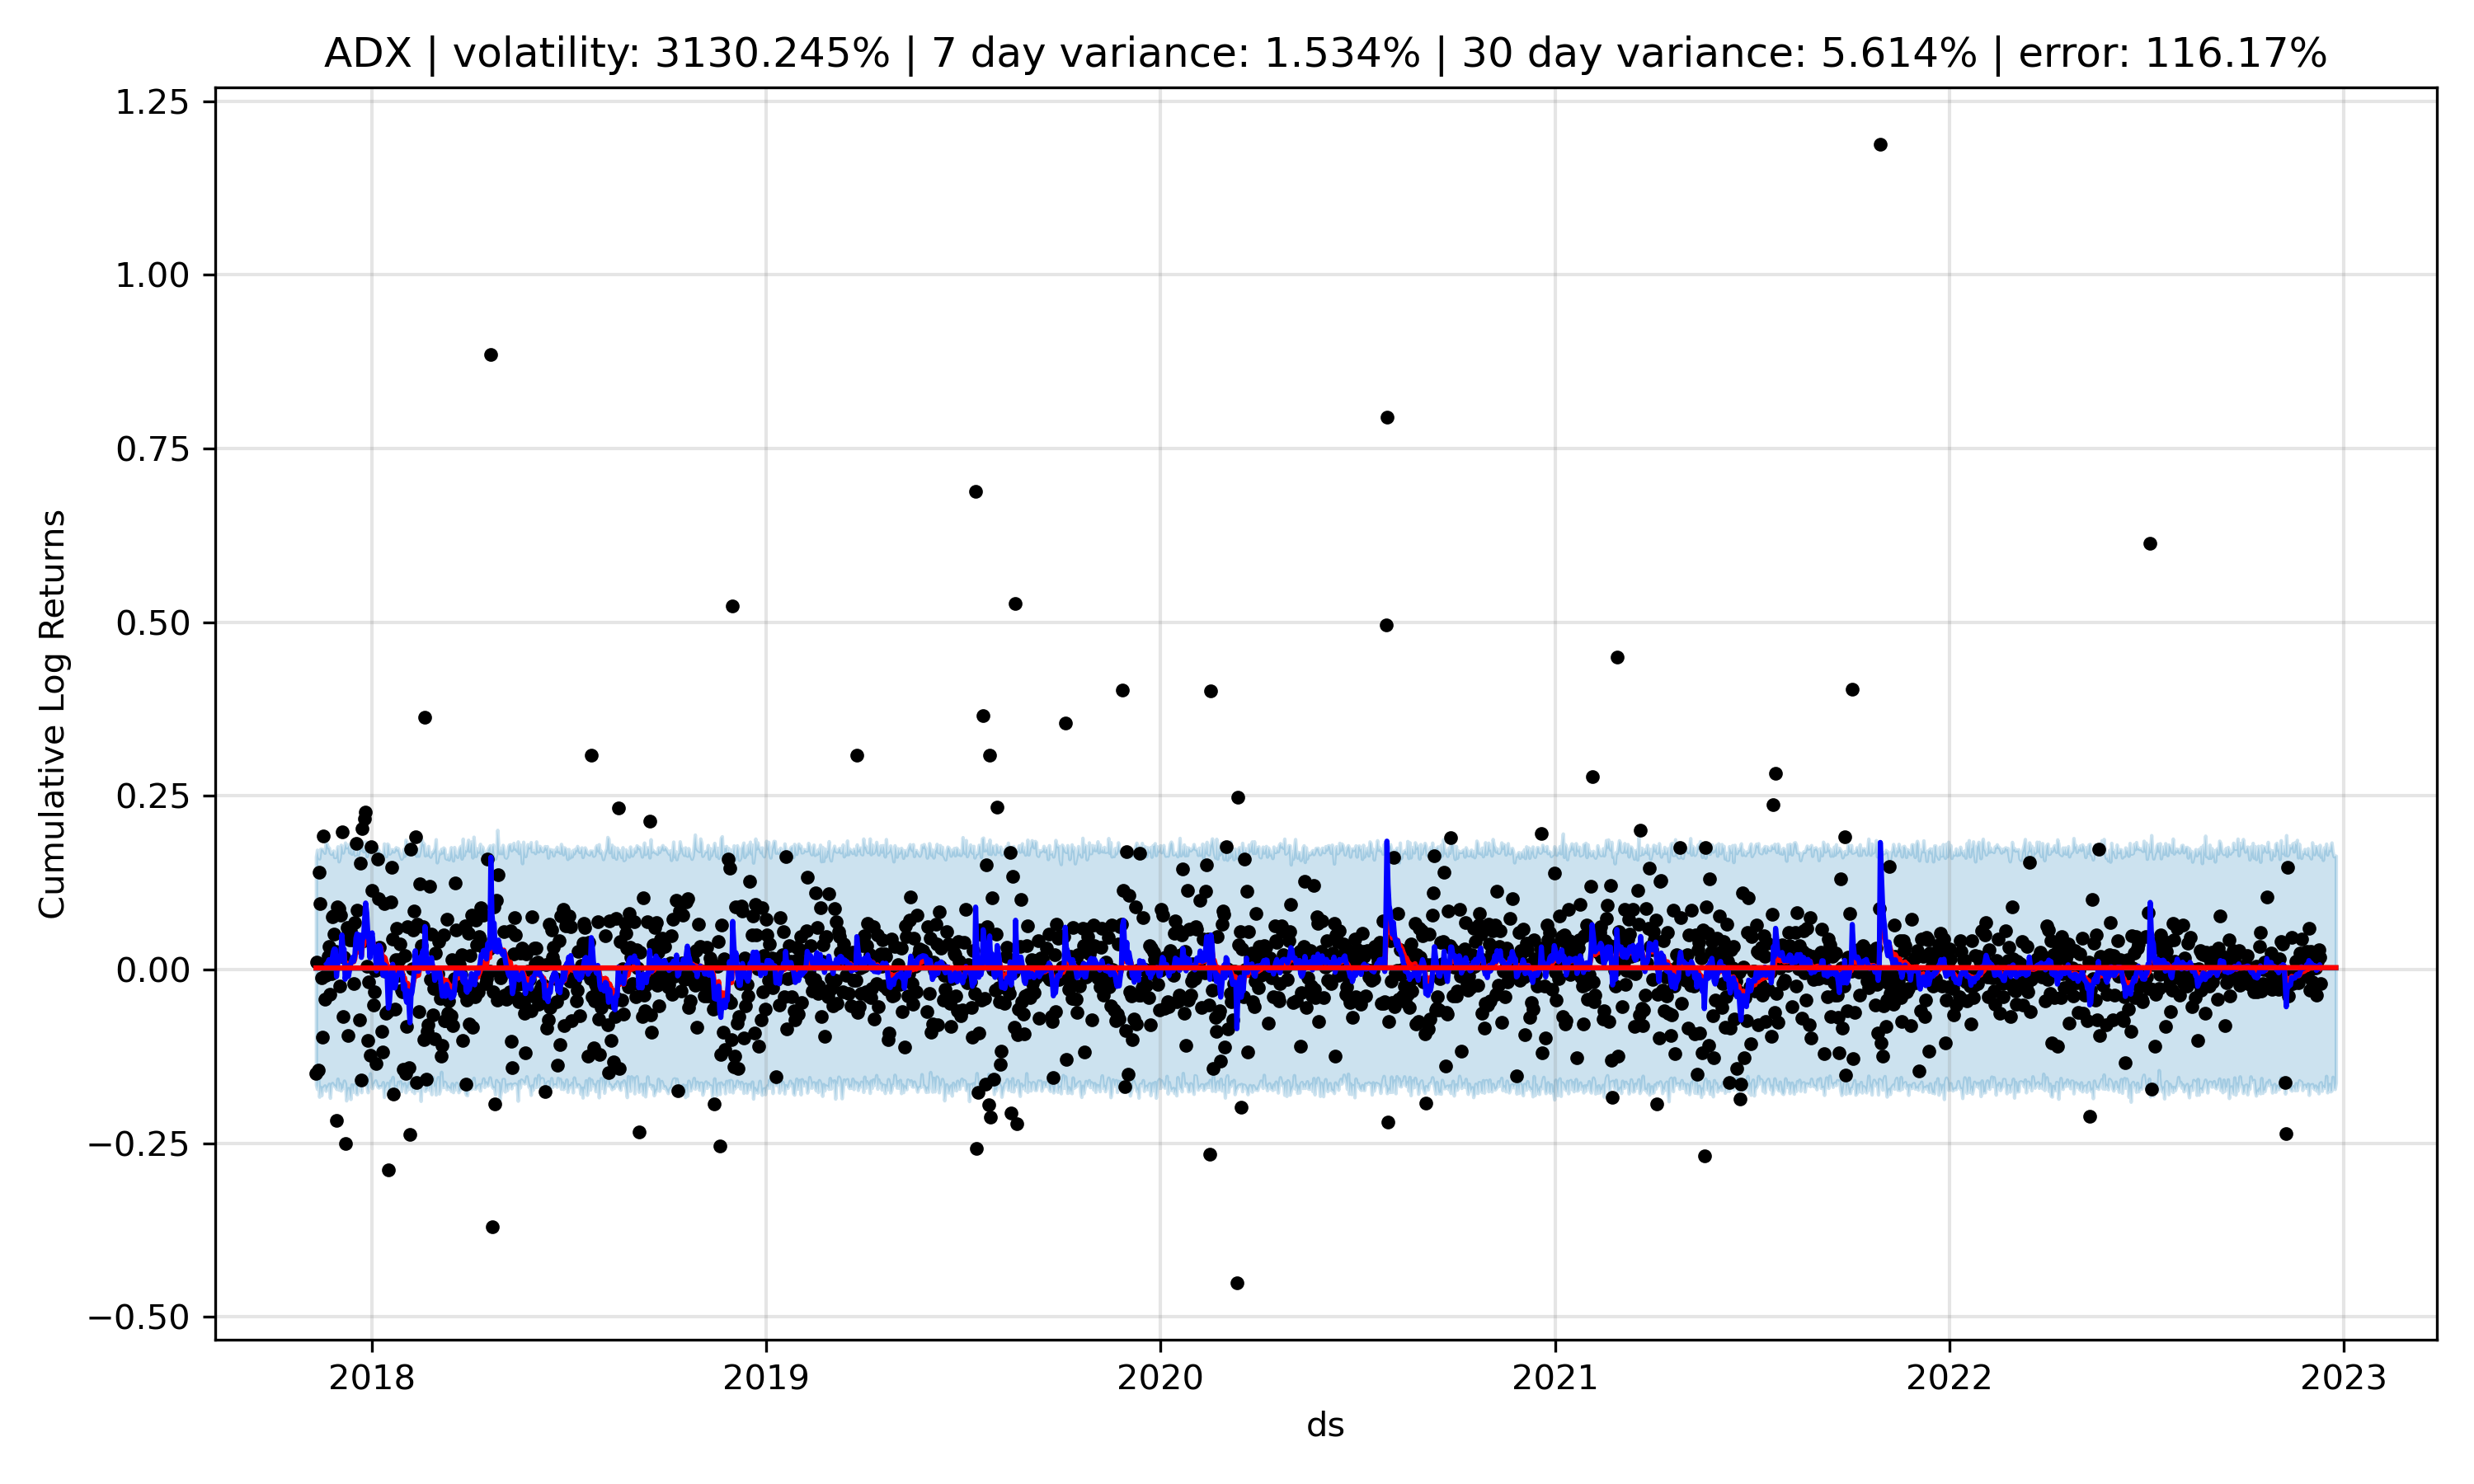 ADX | volatility: 3130.245% | 7 day variance: 1.534% | 30 day variance: 5.614% | error: 116.17%
1.25
1.00
0.75
0.50
0.25
0.00
−0.25
−0.50
Cumulative Log Returns
2018 2019 2020 2021 2022 2023
ds